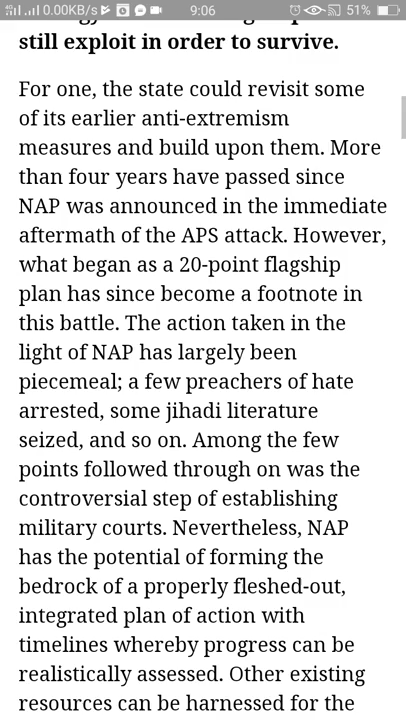 0.00KB/s
9:06
51%
still exploit in order to survive.
For one, the state could revisit some
of its earlier anti-extremism
measures and build upon them. More
than four years have passed since
NAP was announced in the immediate
aftermath of the APS attack. However,
what began as a 20-point flagship
plan has since become a footnote in
this battle. The action taken in the
light of NAP has largely been
piecemeal; a few preachers of hate
arrested, some jihadi literature
seized, and so on. Among the few
points followed through on was the
controversial step of establishing
military courts. Nevertheless, NAP
has the potential of forming the
bedrock of a properly fleshed-out,
integrated plan of action with
timelines whereby progress can be
realistically assessed. Other existing
resources can be harnessed for the